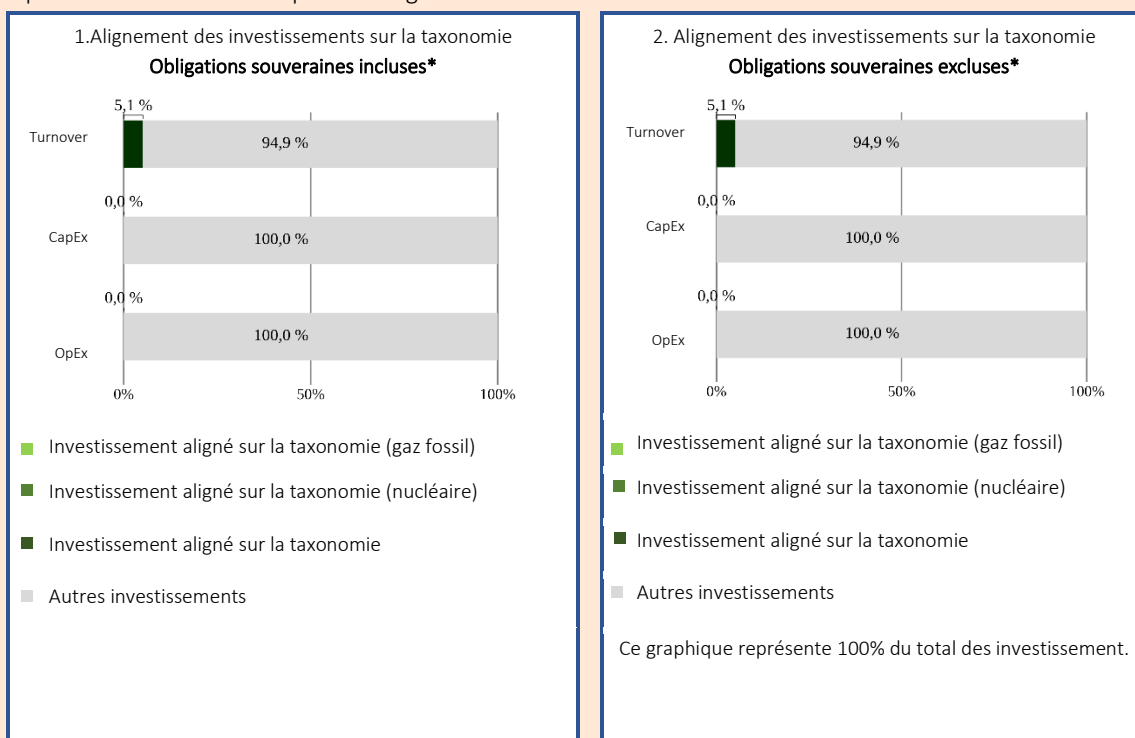 1.Alignement des investissements sur la taxonomie
Obligations souveraines incluses*
5,1 %
Turnover
94,9 %
0,0 %
CapEx
100,0 %
0,0 %
OpEx
100,0 %
0%
50%
100%
Investissement aligné sur la taxonomie (gaz fossil)
Investissement aligné sur la taxonomie (nucléaire)
Investissement aligné sur la taxonomie
Autres investissements
2. Alignement des investissements sur la taxonomie
Obligations souveraines excluses*
5,1 %
Turnover
94,9 %
0,0 %
CapEx
100,0 %
0,0 %
OpEx
100,0 %
0%
50%
100%
Investissement aligné sur la taxonomie (gaz fossil)
Investissement aligné sur la taxonomie (nucléaire)
Investissement aligné sur la taxonomie
Autres investissements
Ce graphique représente 100% du total des investissement.